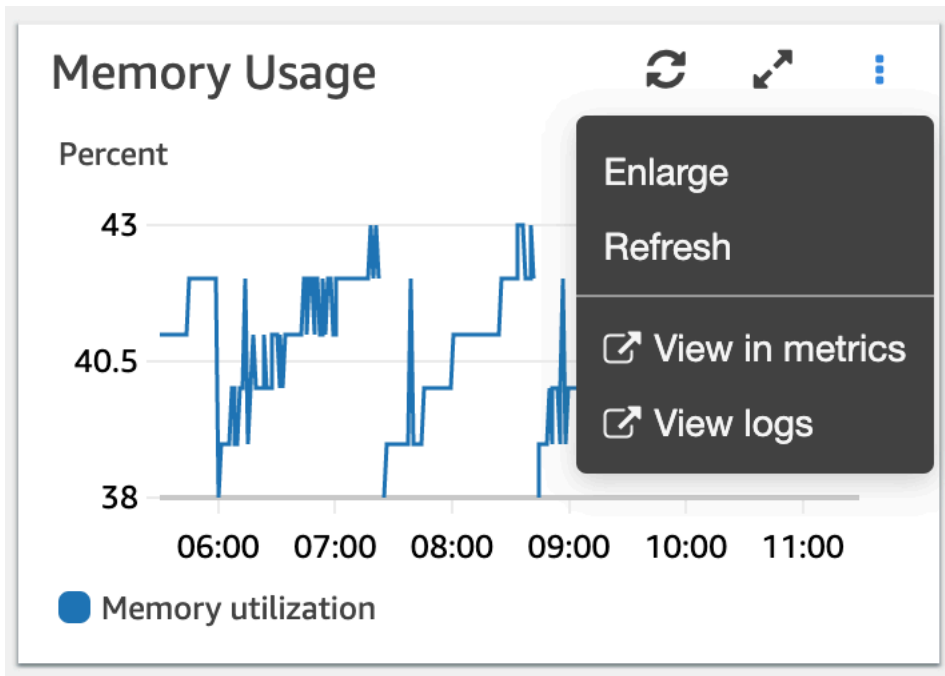 Memory Usage
Percent
Enlarge
Refresh
View in metrics
View logs
43
40.5
38
06:00 07:00 08:00 09:00 10:00 11:00
Memory utilization